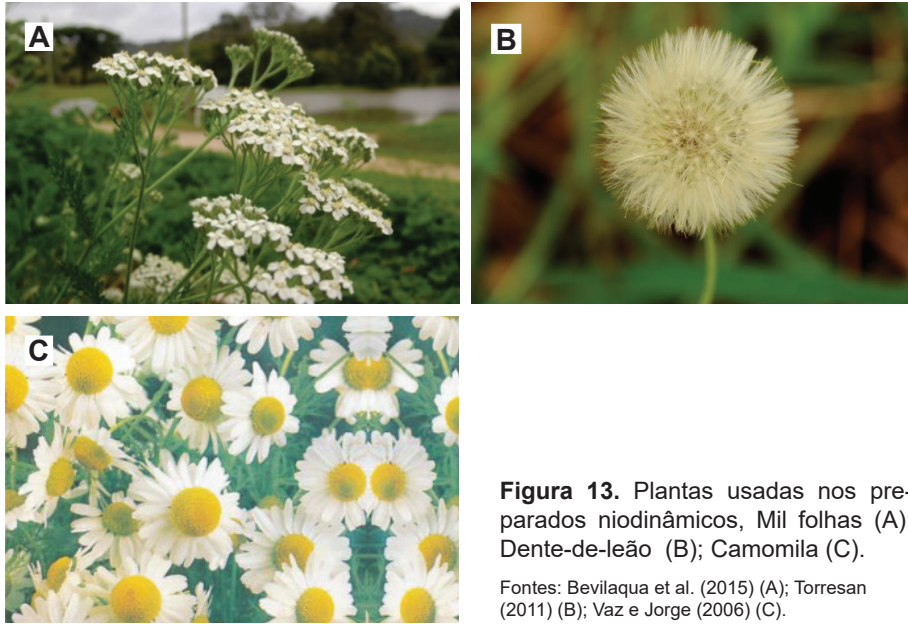 A
B
C
Figura 13. Plantas usadas nos pre-
parados niodinâmicos, Mil folhas (A)
Dente-de-leão (B); Camomila (C).
Fontes: Bevilaqua et al. (2015) (A); Torresan
(2011) (B); Vaz e Jorge (2006) (C).